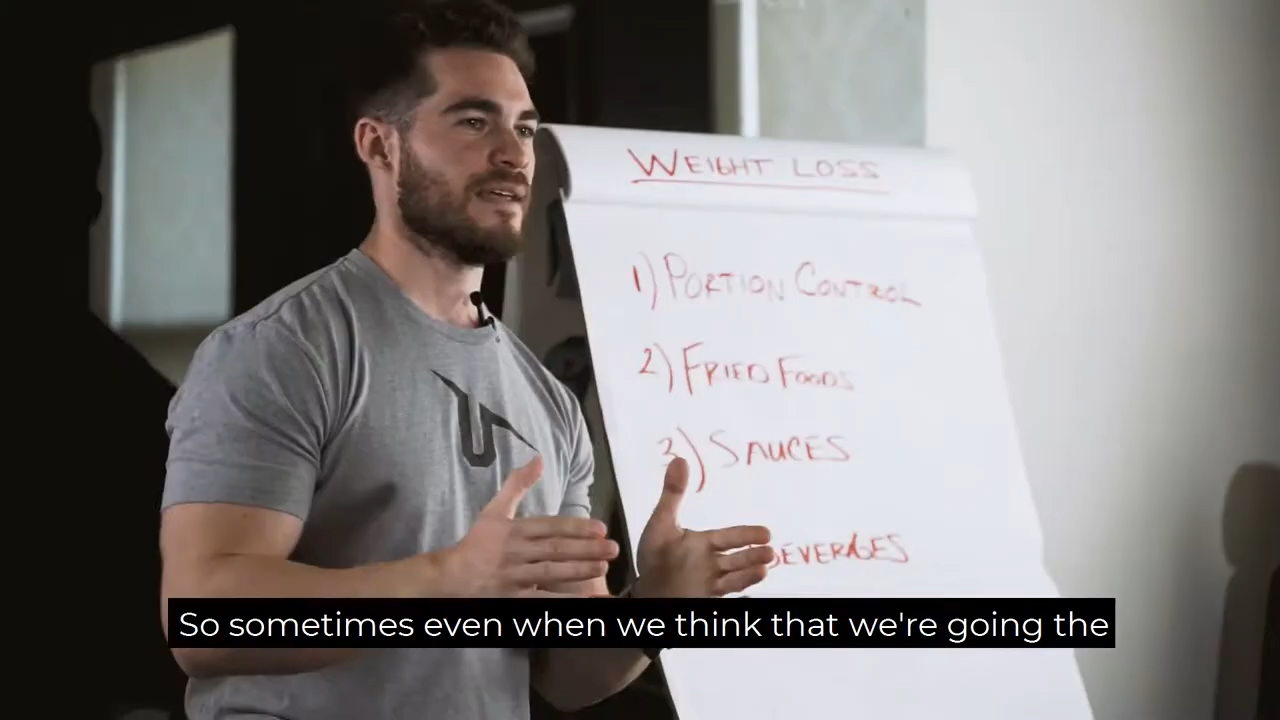 WEIGHT LOSS
1) PORTION CONTROL
2) FRIED FOODS
3) SAUCES
BEVERAGES
So sometimes even when we think that we're going the